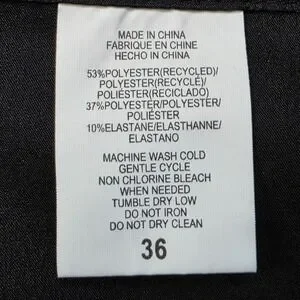 MADE IN CHINA
FABRIQUE EN CHINE
HECHO EN CHINA
53%POLYESTER(RECYCLED)/
POLYESTER(RECYCLÉ)/
POLIÉSTER(RECICLADO)
37%POLYESTER/POLYESTER/
POLIÉSTER
10%ELASTANE/ELASTHANNE/
ELASTANO
MACHINE WASH COLD
GENTLE CYCLE
NON CHLORINE BLEACH
WHEN NEEDED
TUMBLE DRY LOW
DO NOT IRON
DO NOT DRY CLEAN
36